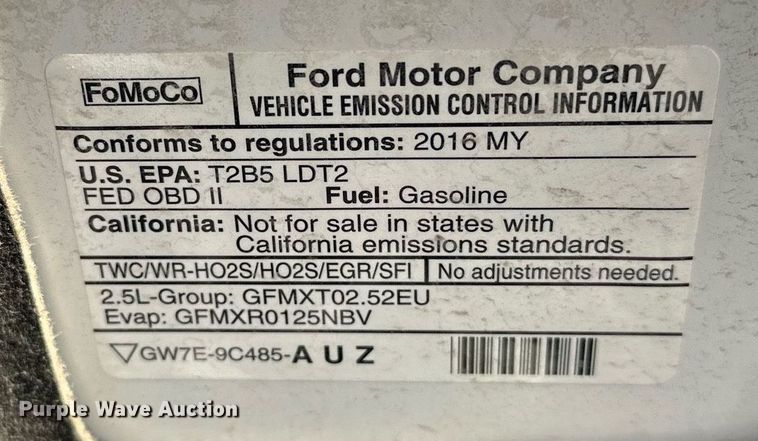 FoMoCo
Ford Motor Company
VEHICLE EMISSION CONTROL INFORMATION
Conforms to regulations: 2016 MY
U.S. EPA: T2B5 LDT2
FED OBD II Fuel: Gasoline
California: Not for sale in states with
California emissions standards.
TWC/WR-HO2S/HO2S/EGR/SFI No adjustments needed.
2.5L-Group: GFMXT02.52EU
Evap: GFMXR0125NBV
▽GW7E-9C485-A U Z
Purple Wave Auction